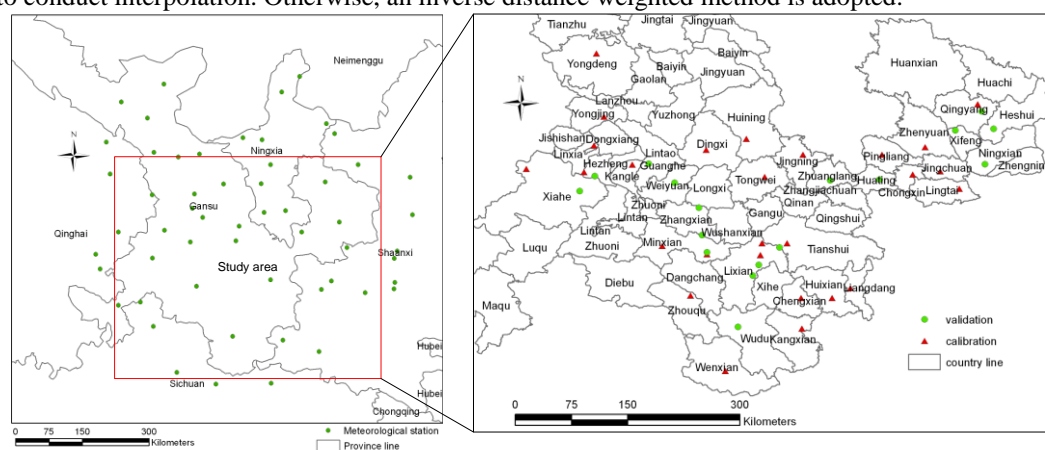 to conduct interpolation. Otherwise, an inverse distance weighted method is adopted.
Neimenggu
N
Ningxia
Gansu
Qinghai
Shaanxi
Study area
Hubei
Sichuan
Hubei
Chongqing
0 75 150 300
Kilometers
Meteorological station
Province line
Tianzhu
Jingtai
Jingyuan
Yongdeng
Baiyin
Baiyin
Gaolan
Jingyuan
Huanxian
Huachi
N
Lanzhou
Yongjing
Yuzhong
Huining
Qingyang
Heshui
Jishishan
Dongxiang
Zhenyuan
Xifeng
Linxia
Lintao
Dingxi
Pingliang
Ningxian
Hezheng
Guanghe
Jingning
Jingchuan
Zhengning
Kangle
Weiyuan
Longxi
Tongwei
Zhuanglang
Huating
Chongxin
Lingtai
Xiahe
Zhuoni
Zhangjiachuan
Qinan
Lintan
Zhangxian
Gangu
Qingshui
Lintan
Wushanxian
Luqu
Zhuoni
Minxian
Tianshui
Dangchang
Lixian
Diebu
Xihe
Huixian
Liangdang
Maqu
Zhouqu
Chengxian
Wudu
Kangxian
Wenxian
validation
calibration
country line
0 75 150 300
Kilometers